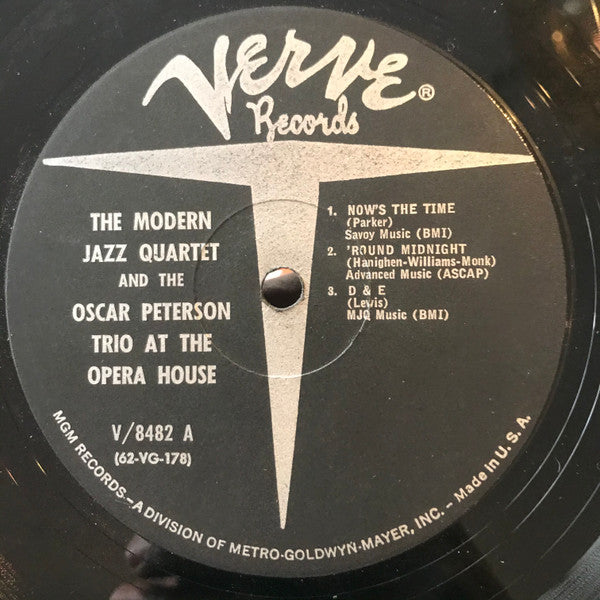 Verve®
Records
THE MODERN
JAZZ QUARTET
AND THE
OSCAR PETERSON
TRIO AT THE
OPERA HOUSE
V/8482 A
(62-VG-178)
1. NOW'S THE TIME
(Parker)
Savoy Music (BMI)
2. 'ROUND MIDNIGHT
(Hanighen-Williams-Monk)
Advanced Music (ASCAP)
3. D & E
(Lewis)
MJQ Music (BMI)
MGM RECORDS—A DIVISION OF METRO-GOLDWYN-MAYER, INC. – Made in U. S. A.